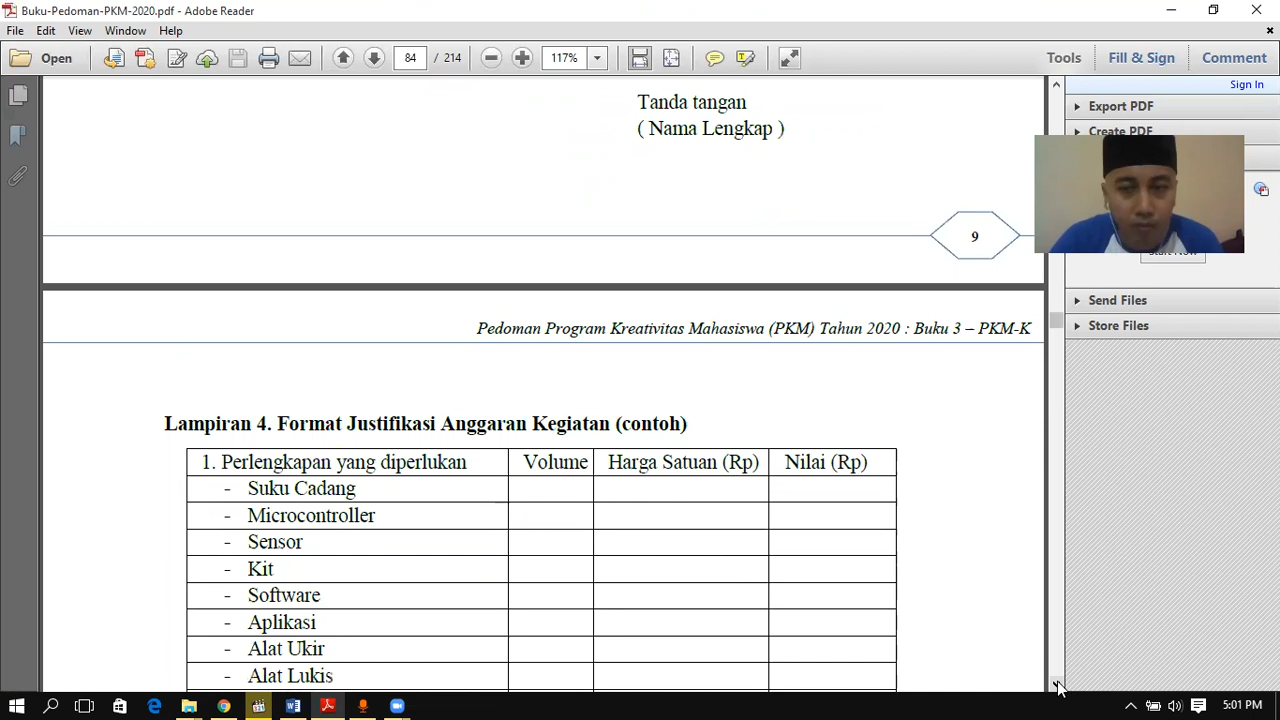 Buku-Pedoman-PKM-2020.pdf - Adobe Reader
File Edit View Window Help
Open 84 / 214 117% Tools Fill & Sign Comment
Sign In
Export PDF
Create PDF
Tanda tangan
( Nama Lengkap )
9
Start Now
Send Files
Store Files
Pedoman Program Kreativitas Mahasiswa (PKM) Tahun 2020 : Buku 3 – PKM-K
Lampiran 4. Format Justifikasi Anggaran Kegiatan (contoh)
1. Perlengkapan yang diperlukan Volume Harga Satuan (Rp) Nilai (Rp)
- Suku Cadang
- Microcontroller
- Sensor
- Kit
- Software
- Aplikasi
- Alat Ukir
- Alat Lukis
5:01 PM